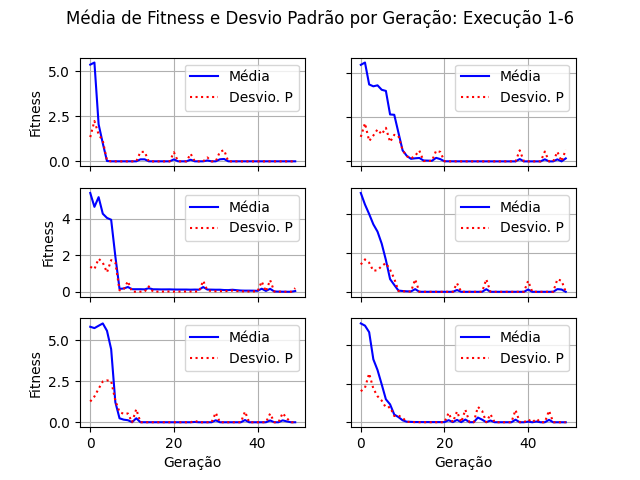 Média de Fitness e Desvio Padrão por Geração: Execução 1-6
5.0
2.5
0.0
Fitness
Média
Desvio. P
Média
Desvio. P
4
2
0
Fitness
Média
Desvio. P
Média
Desvio. P
5.0
2.5
0.0
Fitness
Média
Desvio. P
Média
Desvio. P
0 20 40
0 20 40
Geração
Geração